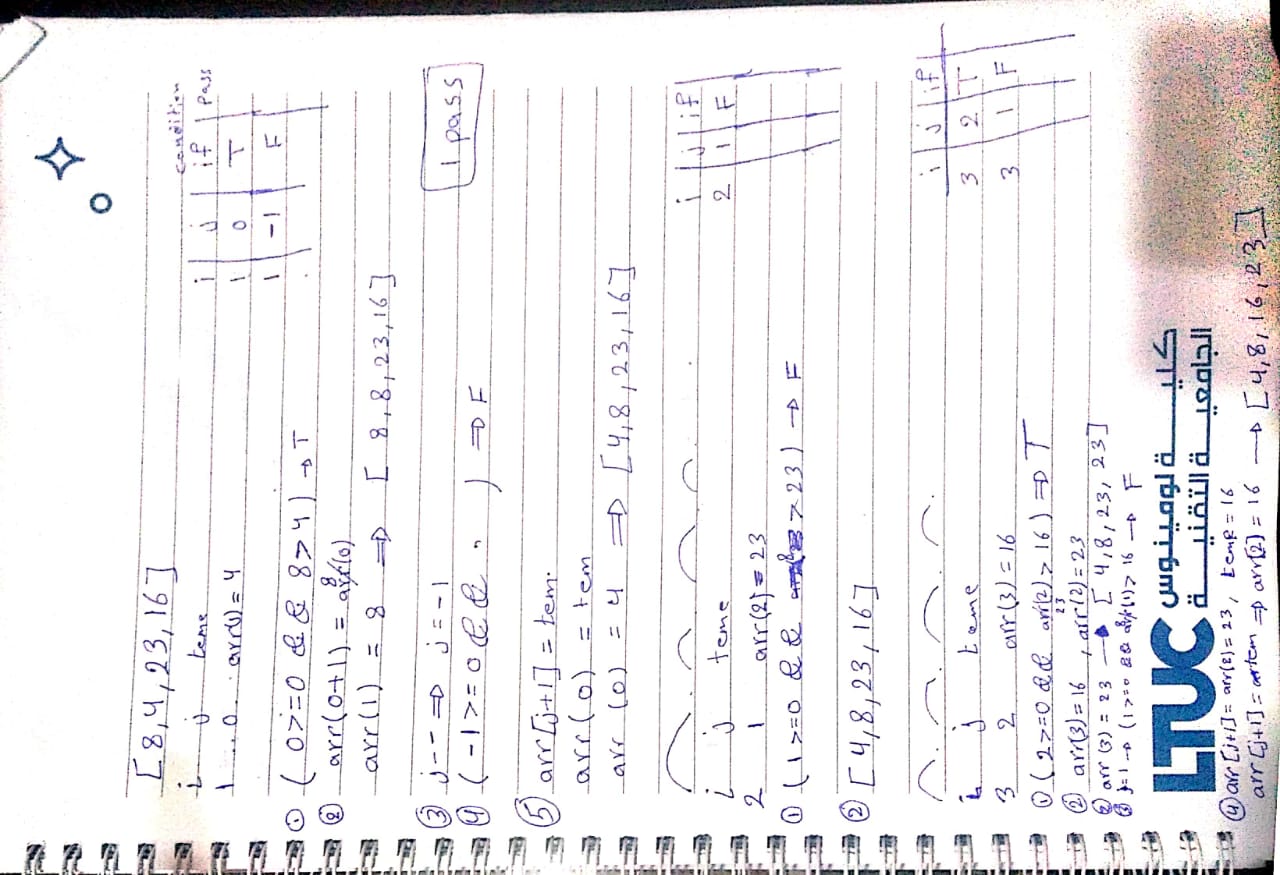 [8,4,23,16]
condition
i j teme
i j if pass
1 0 arr(1) = 4
1 0 T
1 -1 F
① ( 0>=0 && 8>4 ) → T
② arr(0+1) = 8 arr(0)
arr(1) = 8 ⇒ [ 8,8,23,16]
③ j-- ⇒ j = -1
1 pass
④ ( -1>=0 && " ) ⇒ F
⑤ arr[j+1] = tem.
arr(0) = tem
arr (0) = 4 ⇒ [4,8,23,16]
i j if
i j teme
2 1 F
2 1 arr(2] = 23
① (1>=0 && 8 > 23) → F
② [4,8,23,16]
i j if
i j teme
3 2 T
3 2 arr(3) = 16
3 1 F
① (2>=0 && arr(2) > 16) ⇒ T
23
② arr(3) = 16 , arr(2) = 23
② arr (3) = 23 → [4,8,23,23]
③ j=1 → (1>=0 && 8 arr(1)> 16 → F
LTUC كلية لومينوس
الجامعية التقنية
④ arr [j+1] = arr(2) = 23, teme = 16
arr [j+1] = tem ⇒ arr[2] = 16 → [4,8,16,23]